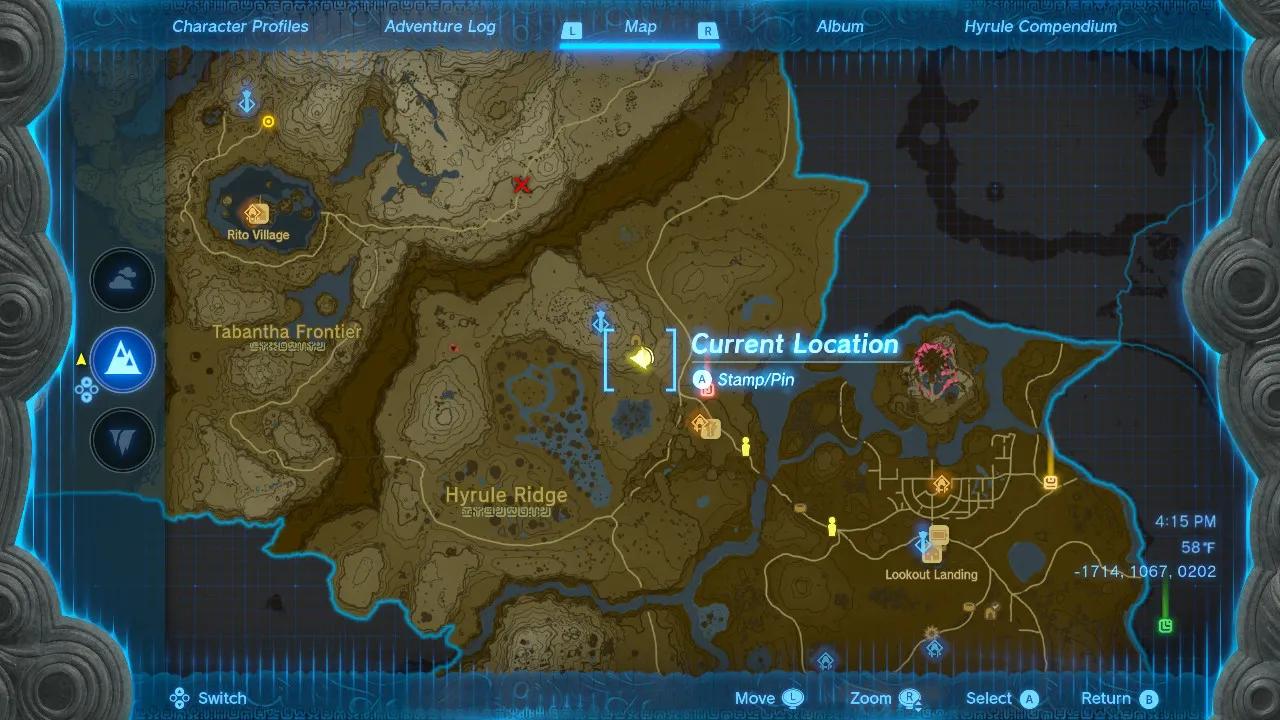 Character Profiles
Adventure Log
L
Map
R
Album
Hyrule Compendium
Rito Village
Tabantha Frontier
Current Location
A Stamp/Pin
Hyrule Ridge
4:15 PM
58°F
-1714, 1067, 0202
Lookout Landing
Switch
Move L
Zoom R
Select A
Return B